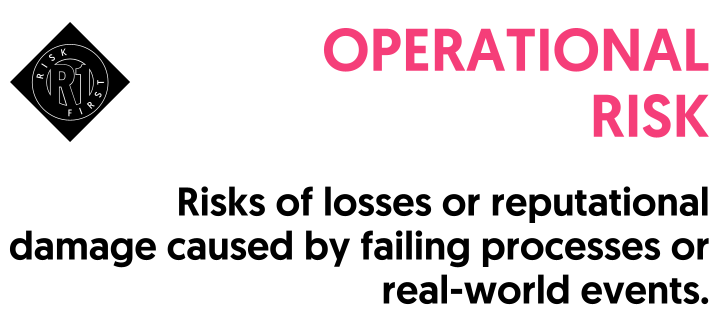 RISK
R1
FIRST
OPERATIONAL
RISK
Risks of losses or reputational
damage caused by failing processes or
real-world events.